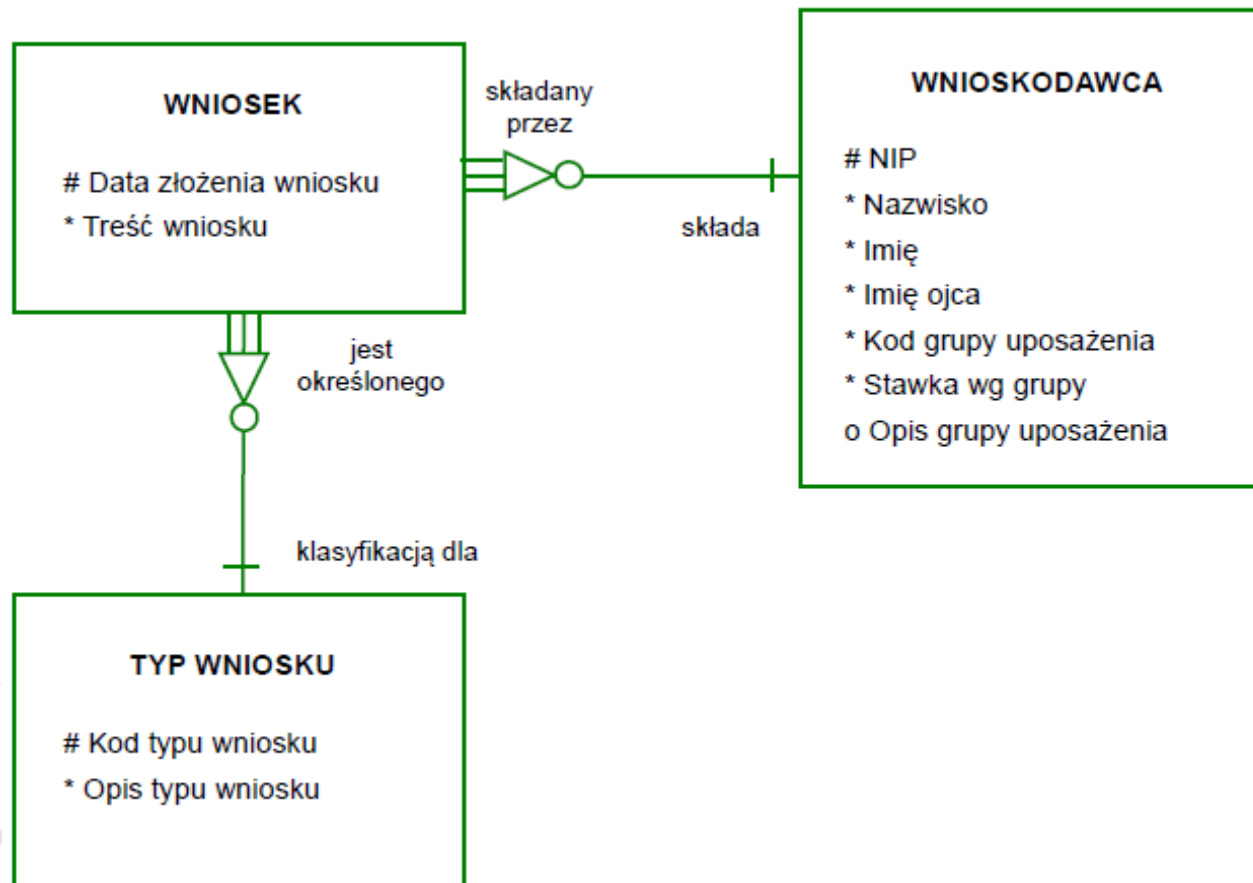 WNIOSEK
# Data złożenia wniosku
* Treść wniosku
składany
przez
składa
WNIOSKODAWCA
# NIP
* Nazwisko
* Imię
* Imię ojca
* Kod grupy uposażenia
* Stawka wg grupy
o Opis grupy uposażenia
jest
określonego
klasyfikacją dla
TYP WNIOSKU
# Kod typu wniosku
* Opis typu wniosku